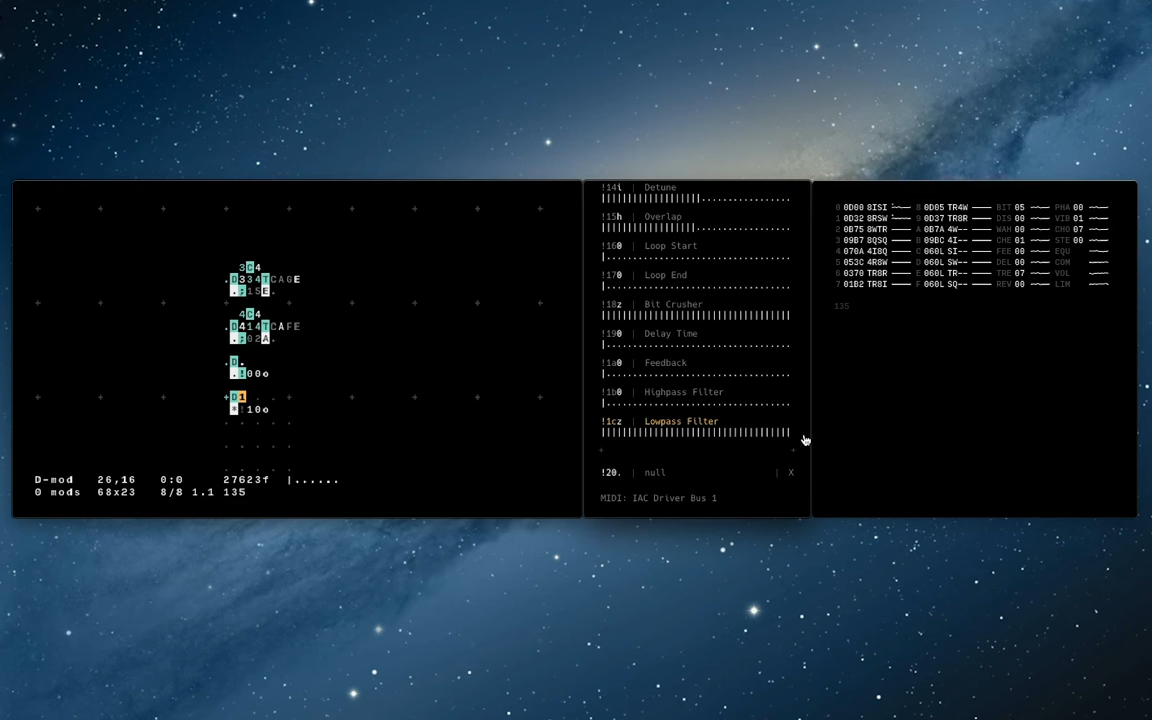 3C4
.D334TCAGE
.;15E.
4C4
.D414TCAFE
.;02A.
.D.
.!00o
+D1
*!10o
D-mod 26,16 0:0 27623f |......
0 mods 68x23 8/8 1.1 135
!14i | Detune
!15h | Overlap
!160 | Loop Start
!170 | Loop End
!18z | Bit Crusher
!190 | Delay Time
!1a0 | Feedback
!1b0 | Highpass Filter
!1cz | Lowpass Filter
!20. | null | X
MIDI: IAC Driver Bus 1
0 0D00 8ISI 8 0D05 TR4W BIT 05 PHA 00
1 0D32 8RSW 9 0D37 TR8R DIS 00 VIB 01
2 0B75 8WTR A 0B7A 4W-- WAH 00 CHO 07
3 09B7 8QSQ B 09BC 4I-- CHE 01 STE 00
4 070A 4I8Q C 060L SI-- FEE 00 EQU
5 053C 4R8W D 060L SW-- DEL 00 COM
6 0370 TR8R E 060L TR-- TRE 07 VOL
7 01B2 TR8I F 060L SQ-- REV 00 LIM
135